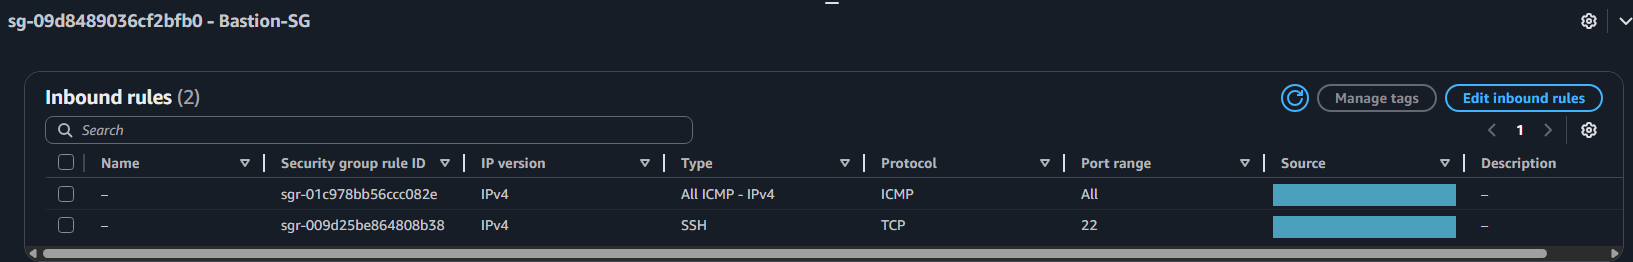 sg-09d8489036cf2bfb0 - Bastion-SG
Inbound rules (2)
Manage tags
Edit inbound rules
Search
1
Name Security group rule ID IP version Type Protocol Port range Source Description
– sgr-01c978bb56ccc082e IPv4 All ICMP - IPv4 ICMP All –
– sgr-009d25be864808b38 IPv4 SSH TCP 22 –